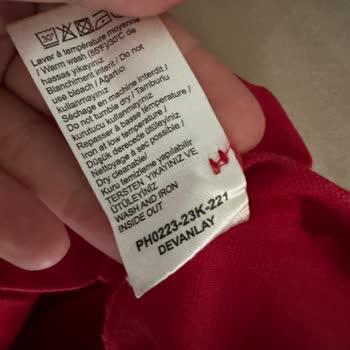 30°
Laver à température moyenne
/ Warm wash (85°F)/30°C de
hassas yıkayınız
Blanchiment interdit / Do not
use bleach / Ağartıcı
kullanmayınız
Séchage en machine interdit /
Do not tumble dry / Tamburlu
kurutucu kullanmayınız
Repasser à basse température /
Iron at low temperature /
Düşük derecede ütüleyiniz/
Nettoyage à sec possible /
Dry cleanable/
Kuru temizleme yapılabilir
TERSTEN YIKAYINIZ VE
ÜTÜLEYİNİZ
WASH AND IRON
INSIDE OUT
PH0223-23K-221
DEVANLAY